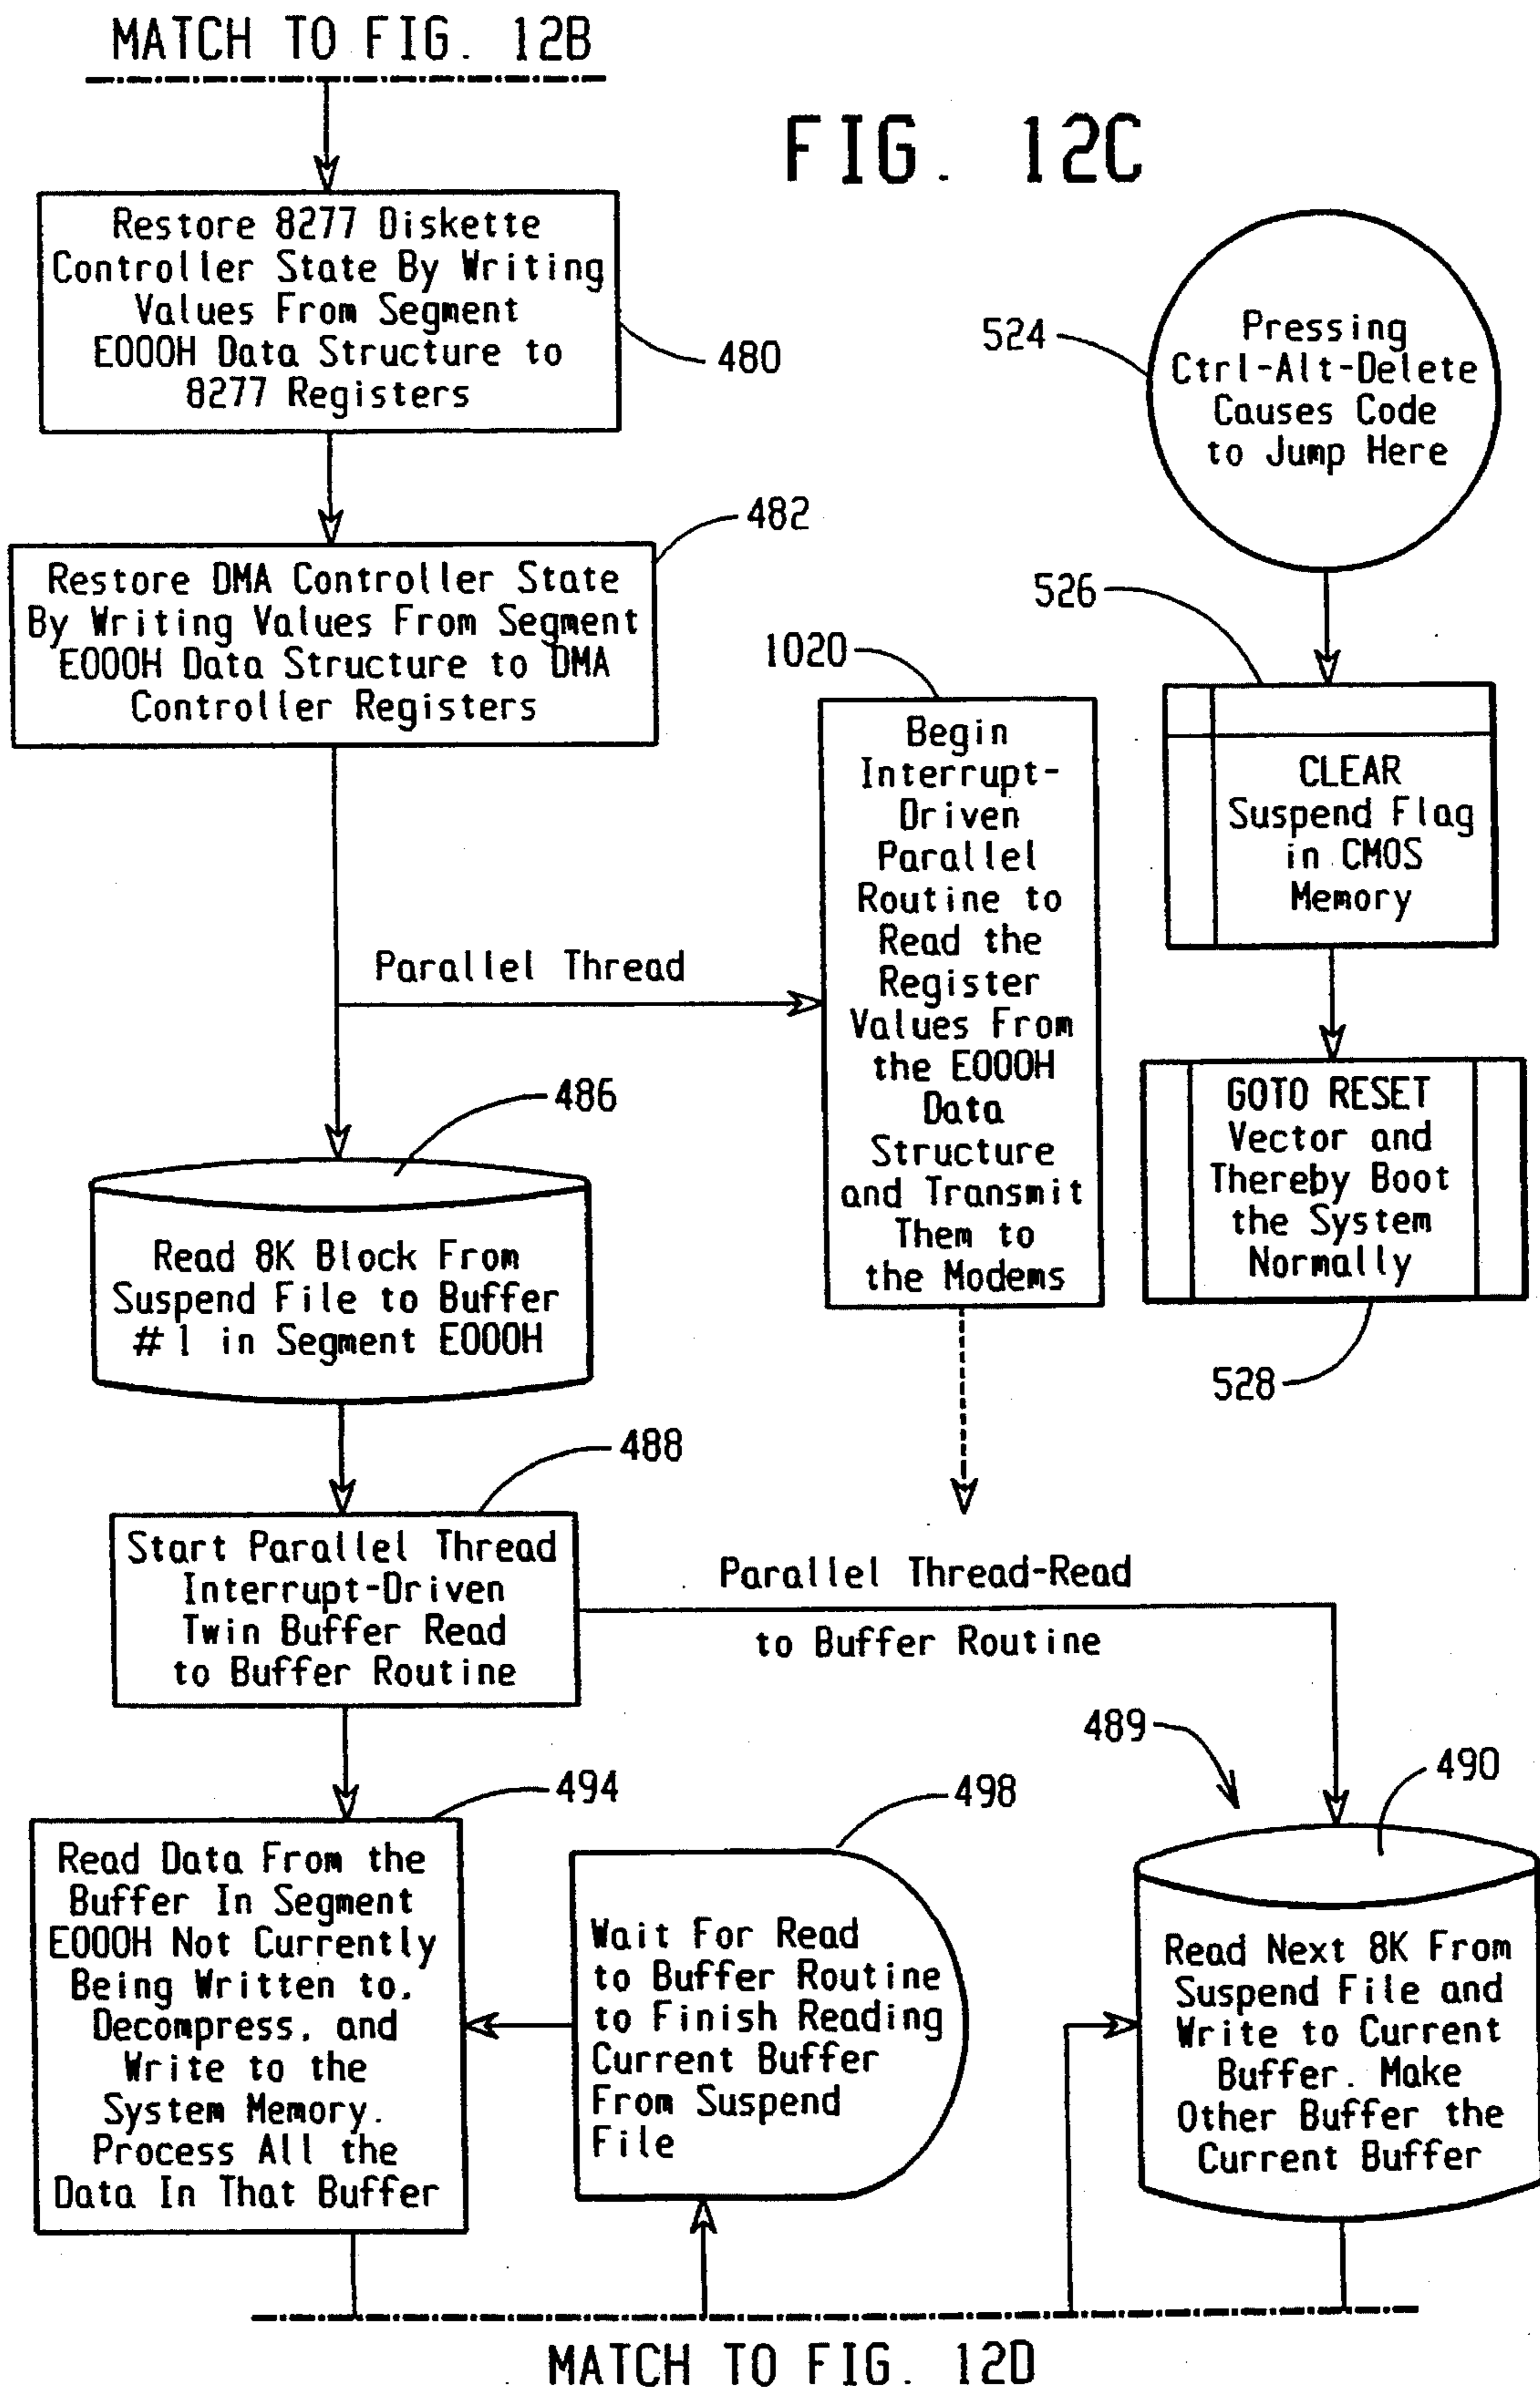 MATCH TO FIG. 12B
FIG. 12C
Restore 8277 Diskette
Controller State By Writing
Values From Segment
E000H Data Structure to
8277 Registers
480
524
Pressing
Ctrl-Alt-Delete
Causes Code
to Jump Here
482
Restore DMA Controller State
By Writing Values From Segment
E000H Data Structure to DMA
Controller Registers
526
CLEAR
Suspend Flag
in CMOS
Memory
1020
Begin
Interrupt-
Driven
Parallel
Routine to
Read the
Register
Values From
the E000H
Data
Structure
and Transmit
Them to
the Modems
Parallel Thread
GOTO RESET
Vector and
Thereby Boot
the System
Normally
528
486
Read 8K Block From
Suspend File to Buffer
#1 in Segment E000H
488
Start Parallel Thread
Interrupt-Driven
Twin Buffer Read
to Buffer Routine
Parallel Thread-Read
to Buffer Routine
489
490
494
Read Data From the
Buffer In Segment
E000H Not Currently
Being Written to,
Decompress, and
Write to the
System Memory.
Process All the
Data In That Buffer
498
Wait For Read
to Buffer Routine
to Finish Reading
Current Buffer
From Suspend
File
Read Next 8K From
Suspend File and
Write to Current
Buffer. Make
Other Buffer the
Current Buffer
MATCH TO FIG. 12D